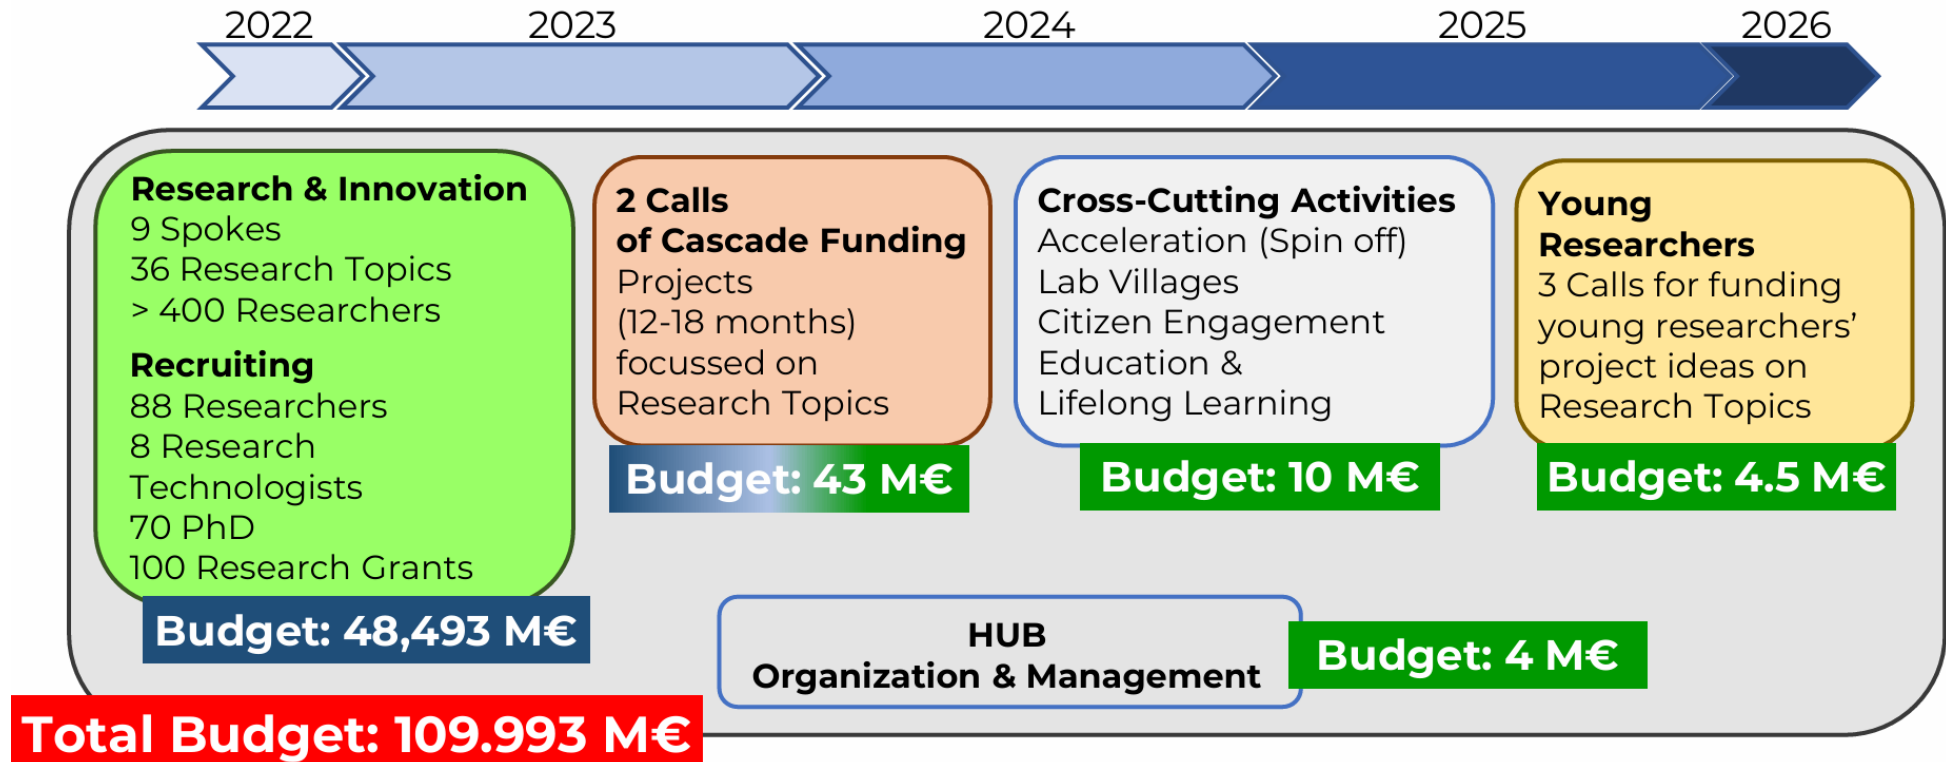 2022
2023
2024
2025
2026
Research & Innovation
9 Spokes
36 Research Topics
> 400 Researchers
Recruiting
88 Researchers
8 Research
Technologists
70 PhD
100 Research Grants
Budget: 48,493 M€
2 Calls
of Cascade Funding
Projects
(12-18 months)
focussed on
Research Topics
Budget: 43 M€
Cross-Cutting Activities
Acceleration (Spin off)
Lab Villages
Citizen Engagement
Education &
Lifelong Learning
Budget: 10 M€
Young
Researchers
3 Calls for funding
young researchers’
project ideas on
Research Topics
Budget: 4.5 M€
HUB
Organization & Management
Budget: 4 M€
Total Budget: 109.993 M€